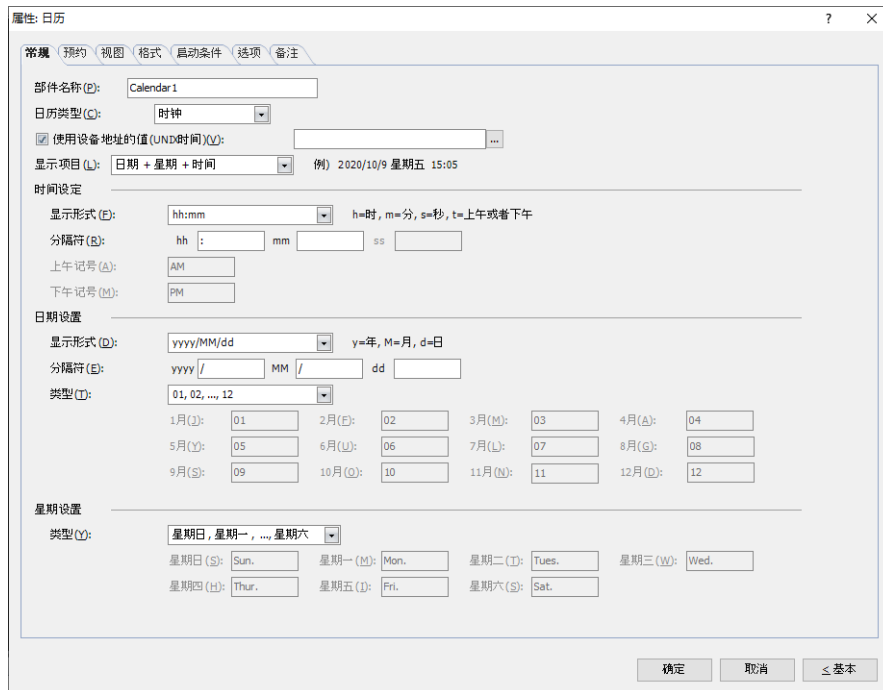 属性: 日历 ? ×
常规 预约 视图 格式 启动条件 选项 备注
部件名称(P): Calendar1
日历类型(C): 时钟
使用设备地址的值(UNIX时间)(V): ...
显示项目(L): 日期 + 星期 + 时间 例) 2020/10/9 星期五 15:05
时间设定
显示形式(F): hh:mm h=时, m=分, s=秒, t=上午或者下午
分隔符(R): hh : mm ss
上午记号(A): AM
下午记号(M): PM
日期设置
显示形式(D): yyyy/MM/dd y=年, M=月, d=日
分隔符(E): yyyy / MM / dd
类型(T): 01, 02, ..., 12
1月(J): 01 2月(F): 02 3月(M): 03 4月(A): 04
5月(Y): 05 6月(U): 06 7月(L): 07 8月(G): 08
9月(S): 09 10月(O): 10 11月(N): 11 12月(D): 12
星期设置
类型(Y): 星期日, 星期一, ..., 星期六
星期日(S): Sun. 星期一(M): Mon. 星期二(T): Tues. 星期三(W): Wed.
星期四(H): Thur. 星期五(I): Fri. 星期六(S): Sat.
确定 取消 < 基本